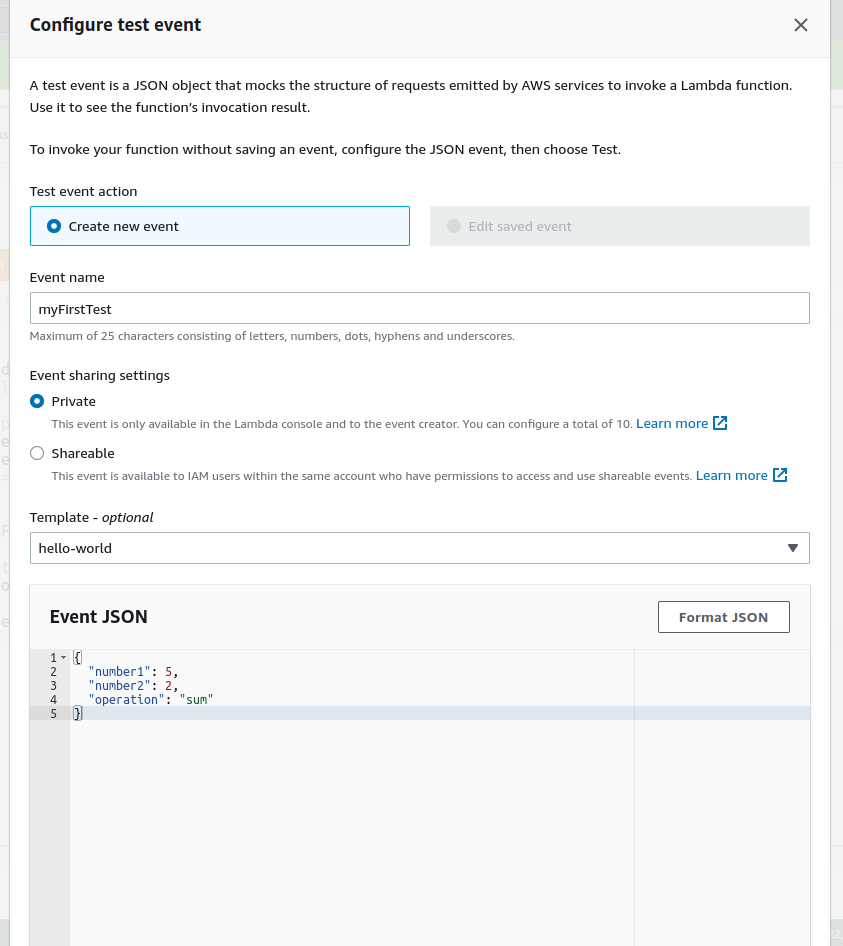 Configure test event
A test event is a JSON object that mocks the structure of requests emitted by AWS services to invoke a Lambda function.
Use it to see the function’s invocation result.
To invoke your function without saving an event, configure the JSON event, then choose Test.
Test event action
Create new event
Edit saved event
Event name
myFirstTest
Maximum of 25 characters consisting of letters, numbers, dots, hyphens and underscores.
Event sharing settings
Private
This event is only available in the Lambda console and to the event creator. You can configure a total of 10. Learn more
Shareable
This event is available to IAM users within the same account who have permissions to access and use shareable events. Learn more
Template - optional
hello-world
Event JSON
Format JSON
1 {
2 "number1": 5,
3 "number2": 2,
4 "operation": "sum"
5 }